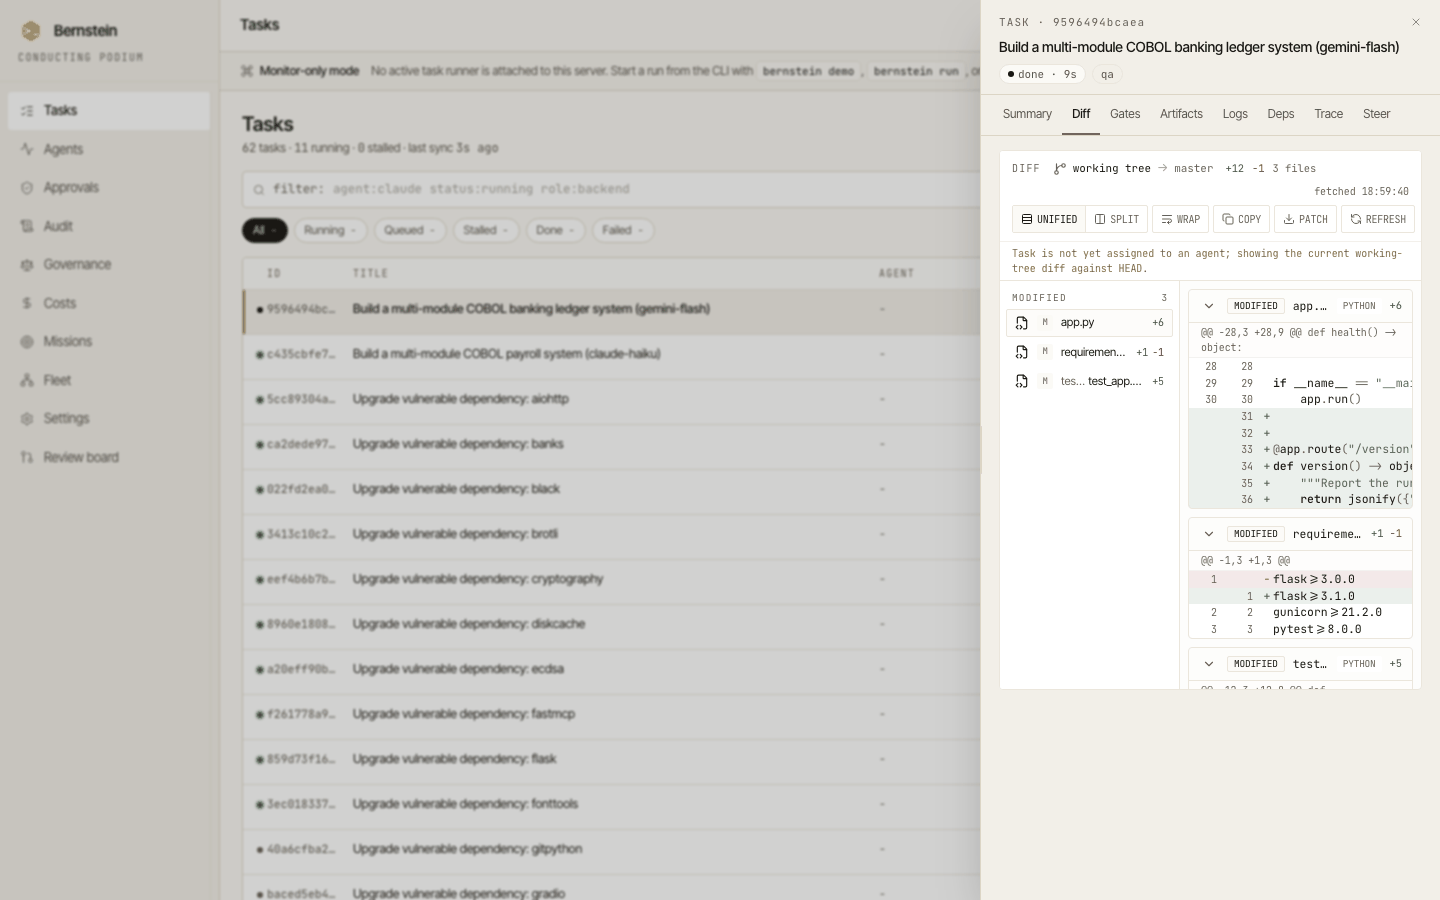 Bernstein
CONDUCTING PODIUM
Tasks
Agents
Approvals
Audit
Governance
Costs
Missions
Fleet
Settings
Review board
Tasks
Monitor-only mode No active task runner is attached to this server. Start a run from the CLI with bernstein demo , bernstein run ,
Tasks
62 tasks · 11 running · 0 stalled · last sync 3s ago
filter: agent:claude status:running role:backend
All -
Running -
Queued -
Stalled -
Done -
Failed -
ID TITLE AGENT
9596494bc… Build a multi-module COBOL banking ledger system (gemini-flash) -
c435cbfe7… Build a multi-module COBOL payroll system (claude-haiku) -
5cc89304a… Upgrade vulnerable dependency: aiohttp -
ca2dede97… Upgrade vulnerable dependency: banks -
022fd2ea0… Upgrade vulnerable dependency: black -
3413c10c2… Upgrade vulnerable dependency: brotli -
eef4b6b7b… Upgrade vulnerable dependency: cryptography -
8960e1808… Upgrade vulnerable dependency: diskcache -
a20eff90b… Upgrade vulnerable dependency: ecdsa -
f261778a9… Upgrade vulnerable dependency: fastmcp -
859d73f16… Upgrade vulnerable dependency: flask -
3ec018337… Upgrade vulnerable dependency: fonttools -
40a6cfba2… Upgrade vulnerable dependency: gitpython -
baced5eb4… Upgrade vulnerable dependency: gradio -
TASK · 9596494bcaea
Build a multi-module COBOL banking ledger system (gemini-flash)
done · 9s qa
Summary Diff Gates Artifacts Logs Deps Trace Steer
DIFF working tree → master +12 -1 3 files
fetched 18:59:40
UNIFIED SPLIT WRAP COPY PATCH REFRESH
Task is not yet assigned to an agent; showing the current working-
tree diff against HEAD.
MODIFIED 3
M app.py +6
M requiremen… +1 -1
M tes… test_app.… +5
MODIFIED app.… PYTHON +6
@@ -28,3 +28,9 @@ def health() ->
object:
28 28
29 29 if __name__ == "__mai
30 30 app.run()
31 +
32 +
33 +@app.route("/version"
34 +def version() -> obje
35 + """Report the run
36 + return jsonify({"
MODIFIED requireme… +1 -1
@@ -1,3 +1,3 @@
1 -flask>=3.0.0
1 +flask>=3.1.0
2 2 gunicorn>=21.2.0
3 3 pytest>=8.0.0
MODIFIED test… PYTHON +5